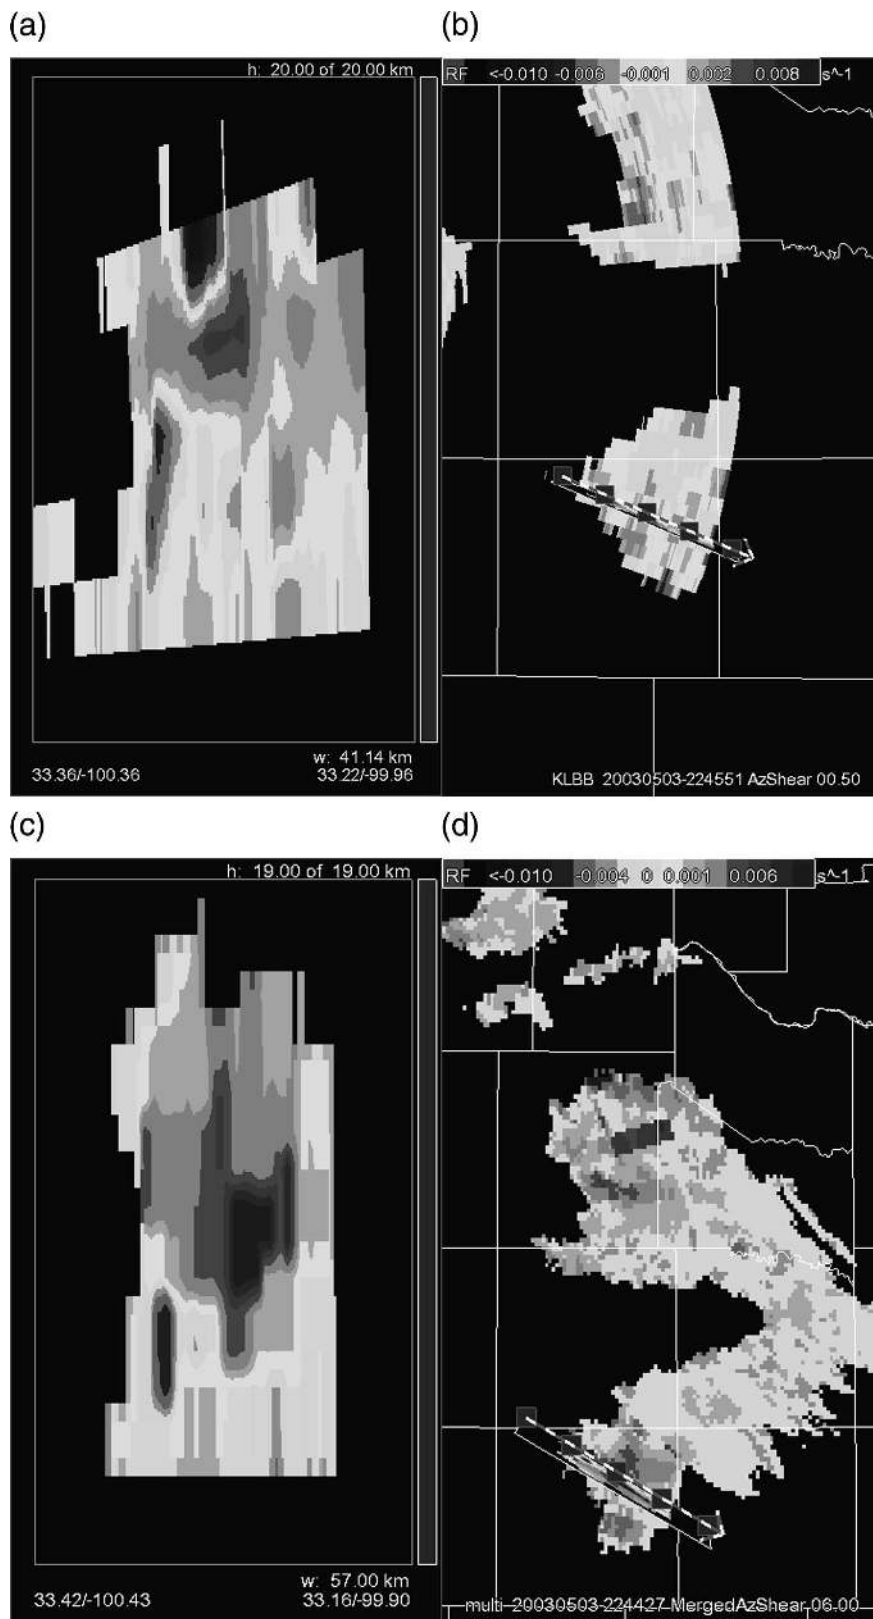 (a)
h: 20.00 of 20.00 km
w: 41.14 km
33.36/-100.36 33.22/-99.96
(b)
RF <-0.010 -0.006 -0.001 0.002 0.008 s^-1
KLBB 20030503-224551 AzShear 00.50
(c)
h: 19.00 of 19.00 km
w: 57.00 km
33.42/-100.43 33.16/-99.90
(d)
RF <-0.010 -0.004 0 0.001 0.006 s^-1
multi 20030503-224427 MergedAzShear 06.00